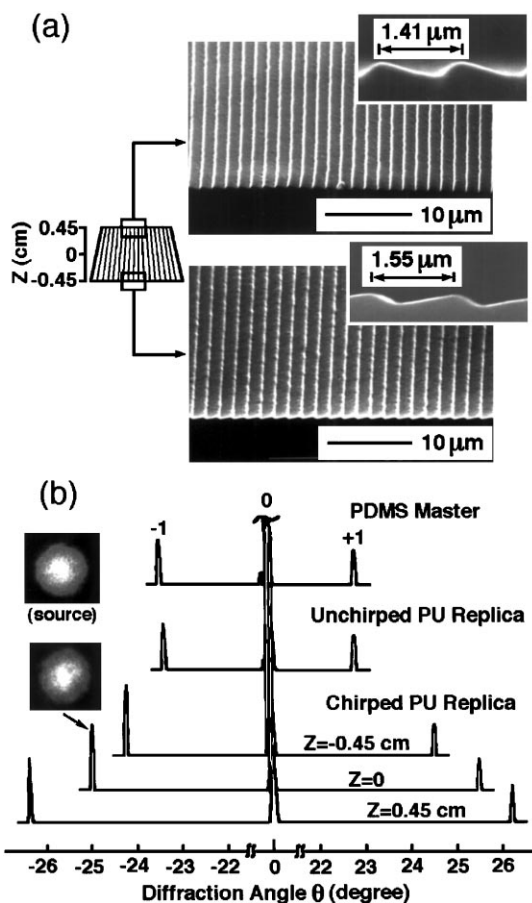 (a)
1.41 μm
10 μm
Z (cm)
0.45
0
-0.45
1.55 μm
10 μm
(b)
0
PDMS Master
-1
+1
(source)
Unchirped PU Replica
Chirped PU Replica
Z=-0.45 cm
Z=0
Z=0.45 cm
-26 -25 -24 -23 0 22 23 24 25 26
Diffraction Angle θ (degree)